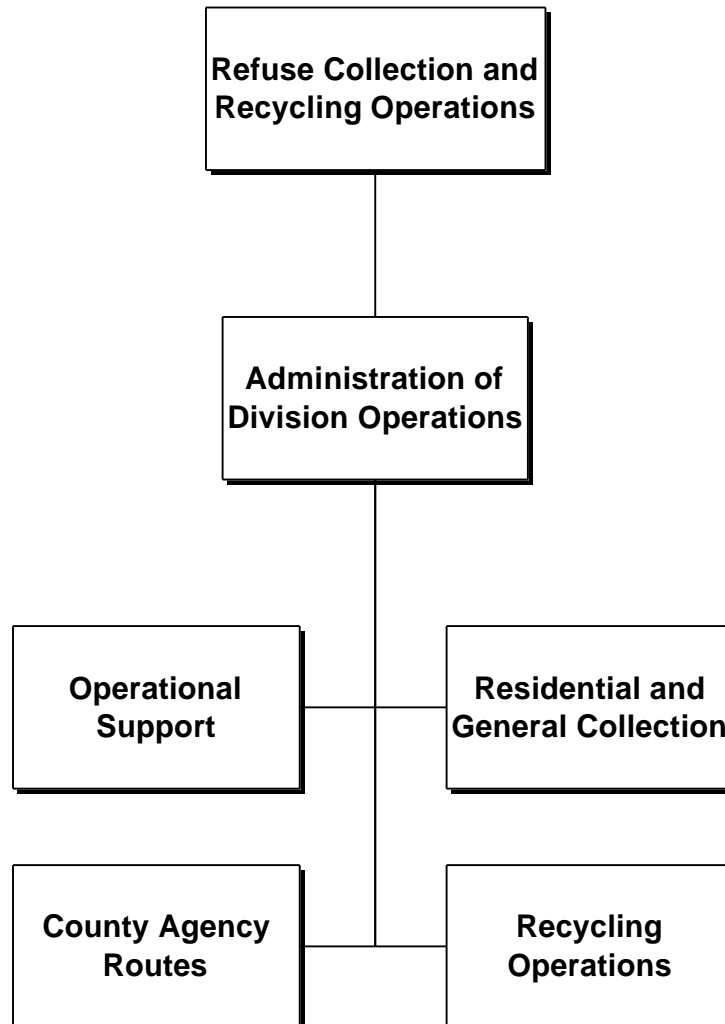 Refuse Collection and
Recycling Operations
Administration of
Division Operations
Operational
Support
Residential and
General Collection
County Agency
Routes
Recycling
Operations